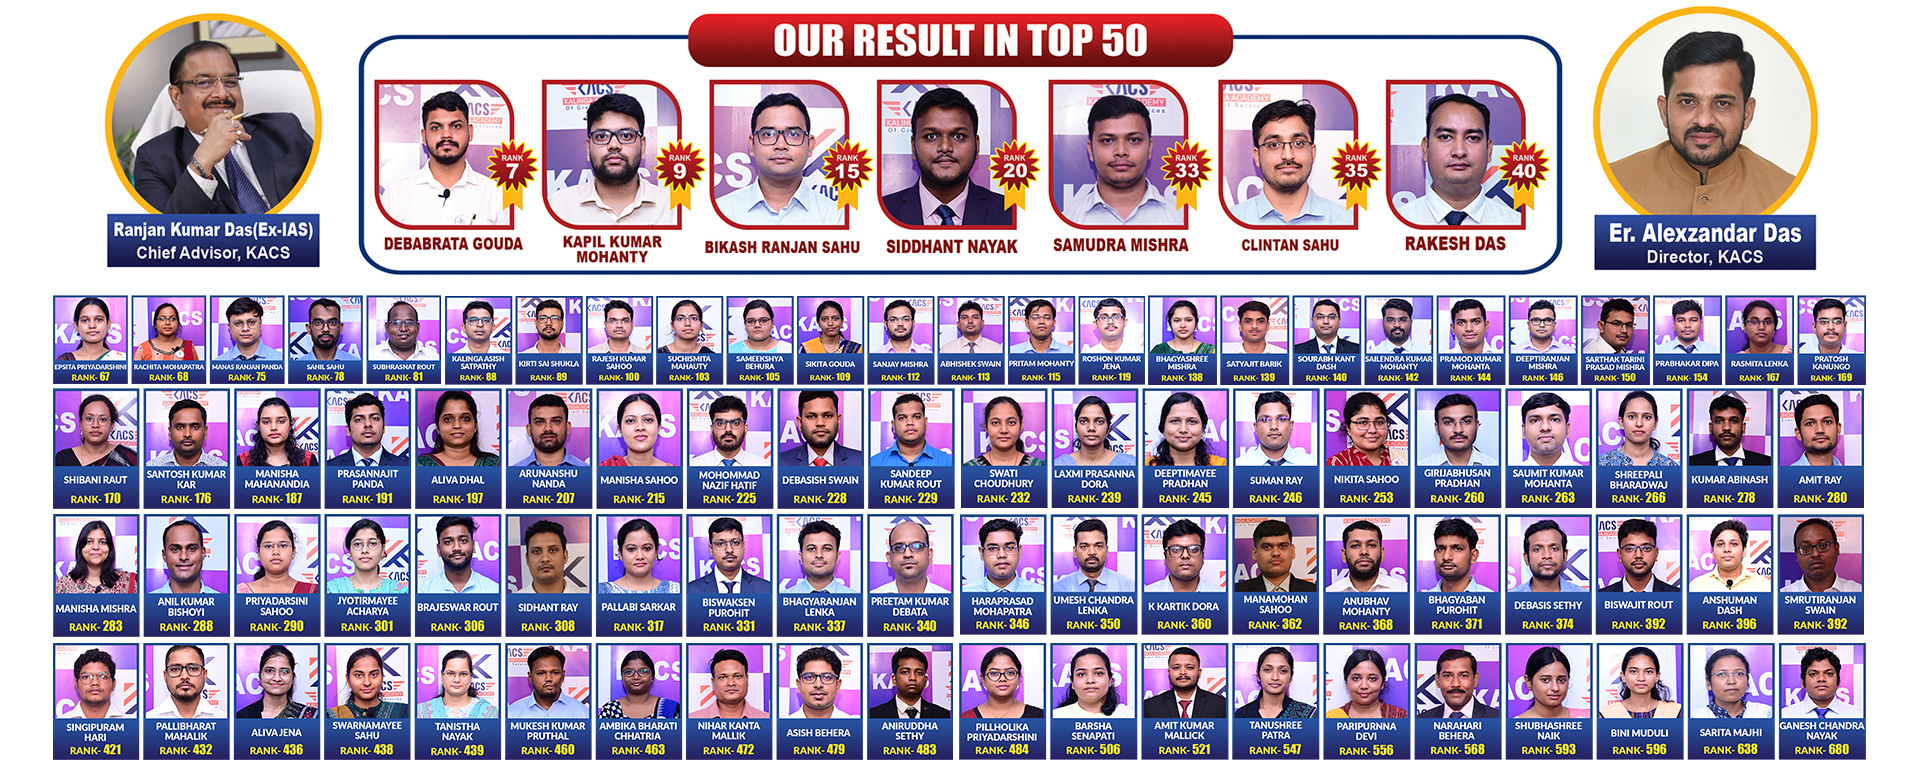 OUR RESULT IN TOP 50
Ranjan Kumar Das(Ex-IAS)
Chief Advisor, KACS
RANK 7
DEBABRATA GOUDA
RANK 9
KAPIL KUMAR
MOHANTY
RANK 15
BIKASH RANJAN SAHU
RANK 20
SIDDHANT NAYAK
RANK 33
SAMUDRA MISHRA
RANK 35
CLINTAN SAHU
RANK 40
RAKESH DAS
Er. Alexzandar Das
Director, KACS
EPSITA PRIYADARSHINI
RANK- 67
RACHITA MOHAPATRA
RANK- 68
MANAS RANJAN PANDA
RANK- 75
SAHIL SAHU
RANK- 78
SUBHRASNAT ROUT
RANK- 81
KALINGA ASISH
SATPATHY
RANK- 88
KIRTI SAI SHUKLA
RANK- 89
RAJESH KUMAR
SAHOO
RANK- 100
SUCHISMITA
MAHAUTY
RANK- 103
SAMEEKSHYA
BEHURA
RANK- 105
SIKITA GOUDA
RANK- 109
SANJAY MISHRA
RANK- 112
ABHISHEK SWAIN
RANK- 113
PRITAM MOHANTY
RANK- 115
ROSHON KUMAR
JENA
RANK- 119
BHAGYASHREE
MISHRA
RANK- 138
SATYAJIT BARIK
RANK- 139
SOURABH KANT
DASH
RANK- 140
SAILENDRA KUMAR
MOHANTY
RANK- 142
PRAMOD KUMAR
MOHANTA
RANK- 144
DEEPTIRANJAN
MISHRA
RANK- 146
SARTHAK TARINI
PRASAD MISHRA
RANK- 150
PRABHAKAR DIPA
RANK- 154
RASMITA LENKA
RANK- 167
PRATOSH
KANUNGO
RANK- 169
SHIBANI RAUT
RANK- 170
SANTOSH KUMAR
KAR
RANK- 176
MANISHA
MAHANANDIA
RANK- 187
PRASANNAJIT
PANDA
RANK- 191
ALIVA DHAL
RANK- 197
ARUNANSHU
NANDA
RANK- 207
MANISHA SAHOO
RANK- 215
MOHOMMAD
NAZIF HATIF
RANK- 225
DEBASISH SWAIN
RANK- 228
SANDEEP
KUMAR ROUT
RANK- 229
SWATI
CHOUDHURY
RANK- 232
LAXMI PRASANNA
DORA
RANK- 239
DEEPTIMAYEE
PRADHAN
RANK- 245
SUMAN RAY
RANK- 246
NIKITA SAHOO
RANK- 253
GIRIJABHUSAN
PRADHAN
RANK- 260
SAUMIT KUMAR
MOHANTA
RANK- 263
SHREEPALI
BHARADWAJ
RANK- 266
KUMAR ABINASH
RANK- 278
AMIT RAY
RANK- 280
MANISHA MISHRA
RANK- 283
ANIL KUMAR
BISHOYI
RANK- 288
PRIYADARSINI
SAHOO
RANK- 290
JYOTIRMAYEE
ACHARYA
RANK- 301
BRAJESWAR ROUT
RANK- 306
SIDHANT RAY
RANK- 308
PALLABI SARKAR
RANK- 317
BISWAKSEN
PUROHIT
RANK- 331
BHAGYARANJAN
LENKA
RANK- 337
PREETAM KUMAR
DEBATA
RANK- 340
HARAPRASAD
MOHAPATRA
RANK- 346
UMESH CHANDRA
LENKA
RANK- 350
K KARTIK DORA
RANK- 360
MANAMOHAN
SAHOO
RANK- 362
ANUBHAV
MOHANTY
RANK- 368
BHAGYABAN
PUROHIT
RANK- 371
DEBASIS SETHY
RANK- 374
BISWAJIT ROUT
RANK- 392
ANSHUMAN
DASH
RANK- 396
SMRUTIRANJAN
SWAIN
RANK- 392
SINGIPURAM
HARI
RANK- 421
PALLIBHARAT
MAHALIK
RANK- 432
ALIVA JENA
RANK- 436
SWARNAMAYEE
SAHU
RANK- 438
TANISTHA
NAYAK
RANK- 439
MUKESH KUMAR
PRUTHAL
RANK- 460
AMBIKA BHARATI
CHHATRIA
RANK- 463
NIHAR KANTA
MALLIK
RANK- 472
ASISH BEHERA
RANK- 479
ANIRUDDHA
SETHY
RANK- 483
PILLHOLIKA
PRIYADARSHINI
RANK- 484
BARSHA
SENAPATI
RANK- 506
AMIT KUMAR
MALLICK
RANK- 521
TANUSHREE
PATRA
RANK- 547
PARIPURNNA
DEVI
RANK- 556
NARAHARI
BEHERA
RANK- 568
SHUBHASHREE
NAIK
RANK- 593
BINI MUDULI
RANK- 596
SARITA MAJHI
RANK- 638
GANESH CHANDRA
NAYAK
RANK- 680